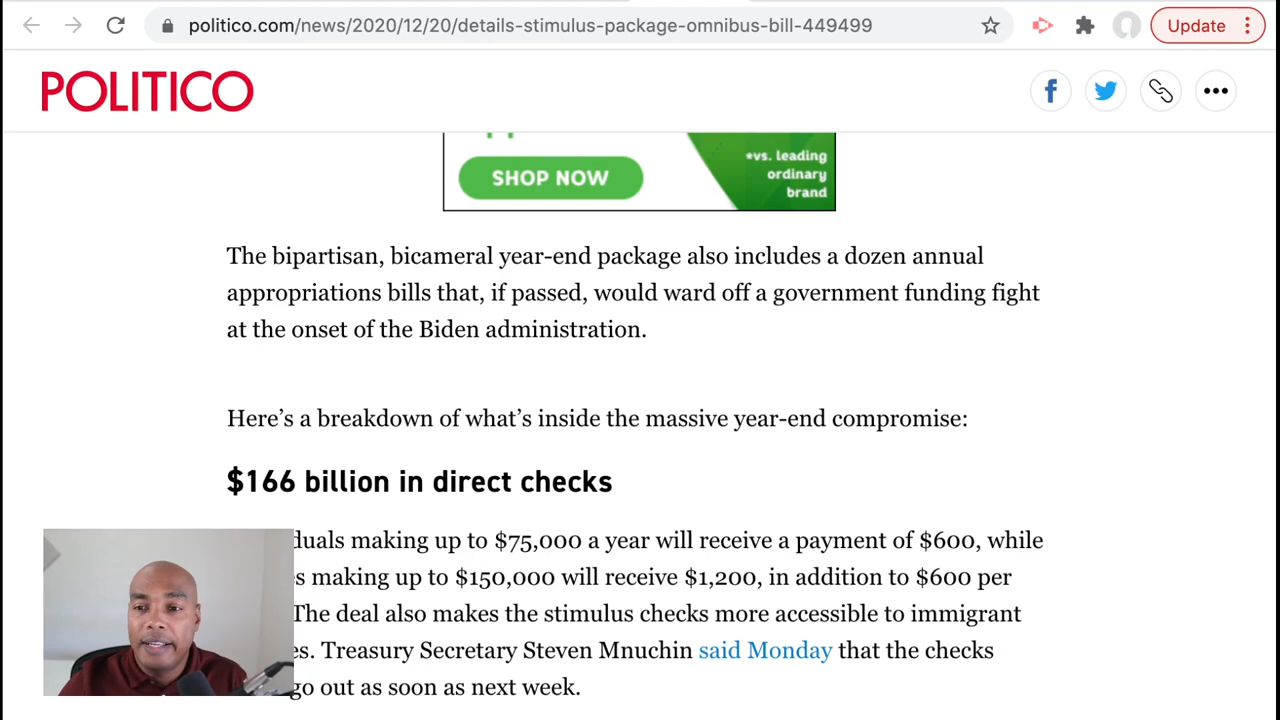 politico.com/news/2020/12/20/details-stimulus-package-omnibus-bill-449499
Update
POLITICO
SHOP NOW
*vs. leading
ordinary
brand
The bipartisan, bicameral year-end package also includes a dozen annual
appropriations bills that, if passed, would ward off a government funding fight
at the onset of the Biden administration.
Here’s a breakdown of what’s inside the massive year-end compromise:
$166 billion in direct checks
duals making up to $75,000 a year will receive a payment of $600, while
s making up to $150,000 will receive $1,200, in addition to $600 per
The deal also makes the stimulus checks more accessible to immigrant
es. Treasury Secretary Steven Mnuchin said Monday that the checks
go out as soon as next week.